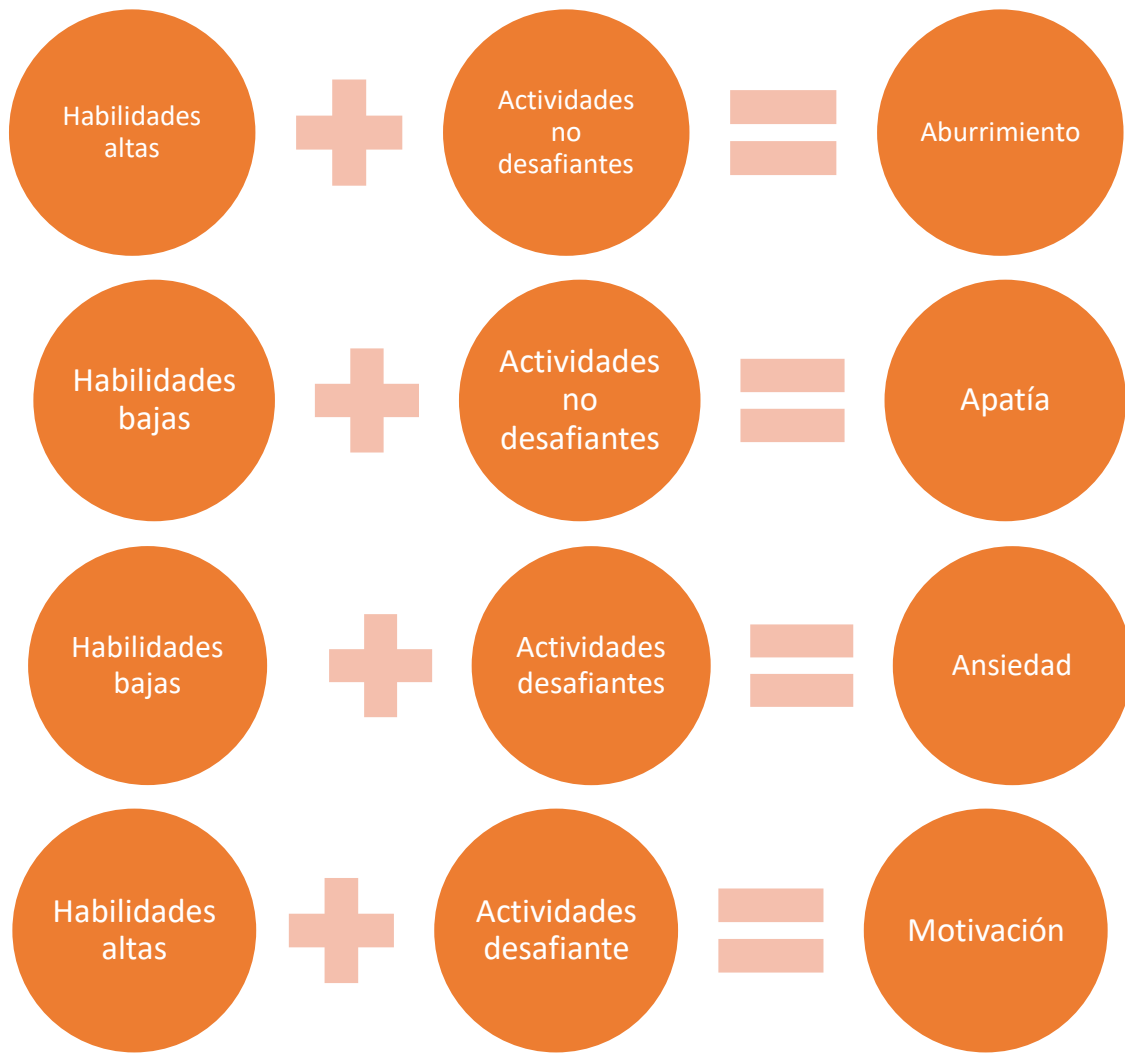 Habilidades
altas
Actividades
no
desafiantes
Aburrimiento
Habilidades
bajas
Actividades
no
desafiantes
Apatía
Habilidades
bajas
Actividades
desafiantes
Ansiedad
Habilidades
altas
Actividades
desafiante
Motivación